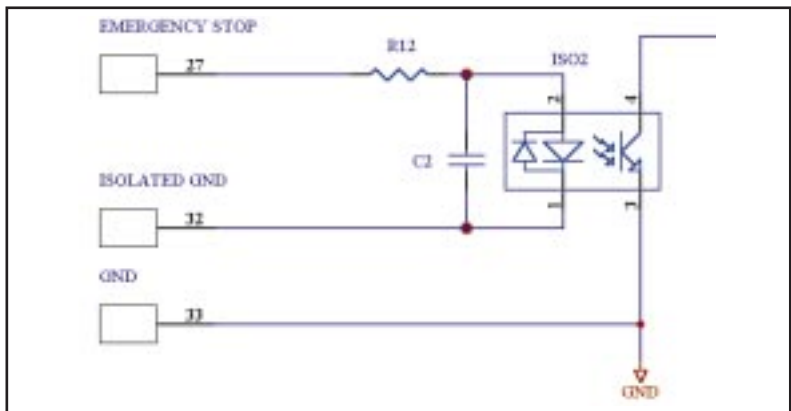 EMERGENCY STOP
27
R12
ISO2
2
4
C2
ISOLATED GND
32
1
3
GND
33
GND